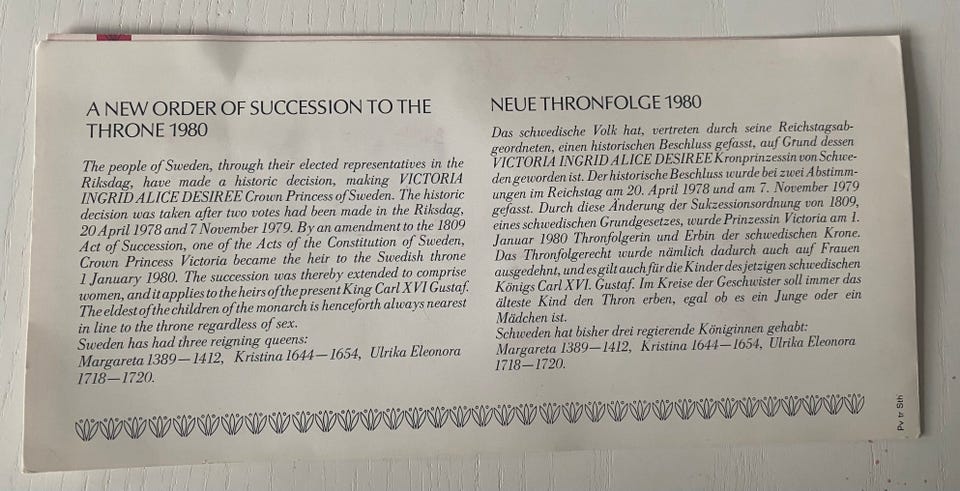 A NEW ORDER OF SUCCESSION TO THE
THRONE 1980
The people of Sweden, through their elected representatives in the
Riksdag, have made a historic decision, making VICTORIA
INGRID ALICE DESIREE Crown Princess of Sweden. The historic
decision was taken after two votes had been made in the Riksdag,
20 April 1978 and 7 November 1979. By an amendment to the 1809
Act of Succession, one of the Acts of the Constitution of Sweden,
Crown Princess Victoria became the heir to the Swedish throne
1 January 1980. The succession was thereby extended to comprise
women, and it applies to the heirs of the present King Carl XVI Gustaf.
The eldest of the children of the monarch is henceforth always nearest
in line to the throne regardless of sex.
Sweden has had three reigning queens:
Margareta 1389—1412, Kristina 1644—1654, Ulrika Eleonora
1718—1720.
NEUE THRONFOLGE 1980
Das schwedische Volk hat, vertreten durch seine Reichstagsab-
geordneten, einen historischen Beschluss gefasst, auf Grund dessen
VICTORIA INGRID ALICE DESIREE Kronprinzessin von Schwe-
den geworden ist. Der historische Beschluss wurde bei zwei Abstimm-
ungen im Reichstag am 20. April 1978 und am 7. November 1979
gefasst. Durch diese Änderung der Sukzessionsordnung von 1809,
eines schwedischen Grundgesetzes, wurde Prinzessin Victoria am 1.
Januar 1980 Thronfolgerin und Erbin der schwedischen Krone.
Das Thronfolgerecht wurde nämlich dadurch auch auf Frauen
ausgedehnt, und es gilt auch für die Kinder des jetzigen schwedischen
Königs Carl XVI. Gustaf. Im Kreise der Geschwister soll immer das
älteste Kind den Thron erben, egal ob es ein Junge oder ein
Mädchen ist.
Schweden hat bisher drei regierende Königinnen gehabt:
Margareta 1389—1412, Kristina 1644—1654, Ulrika Eleonora
1718—1720.
Pv tr Sth